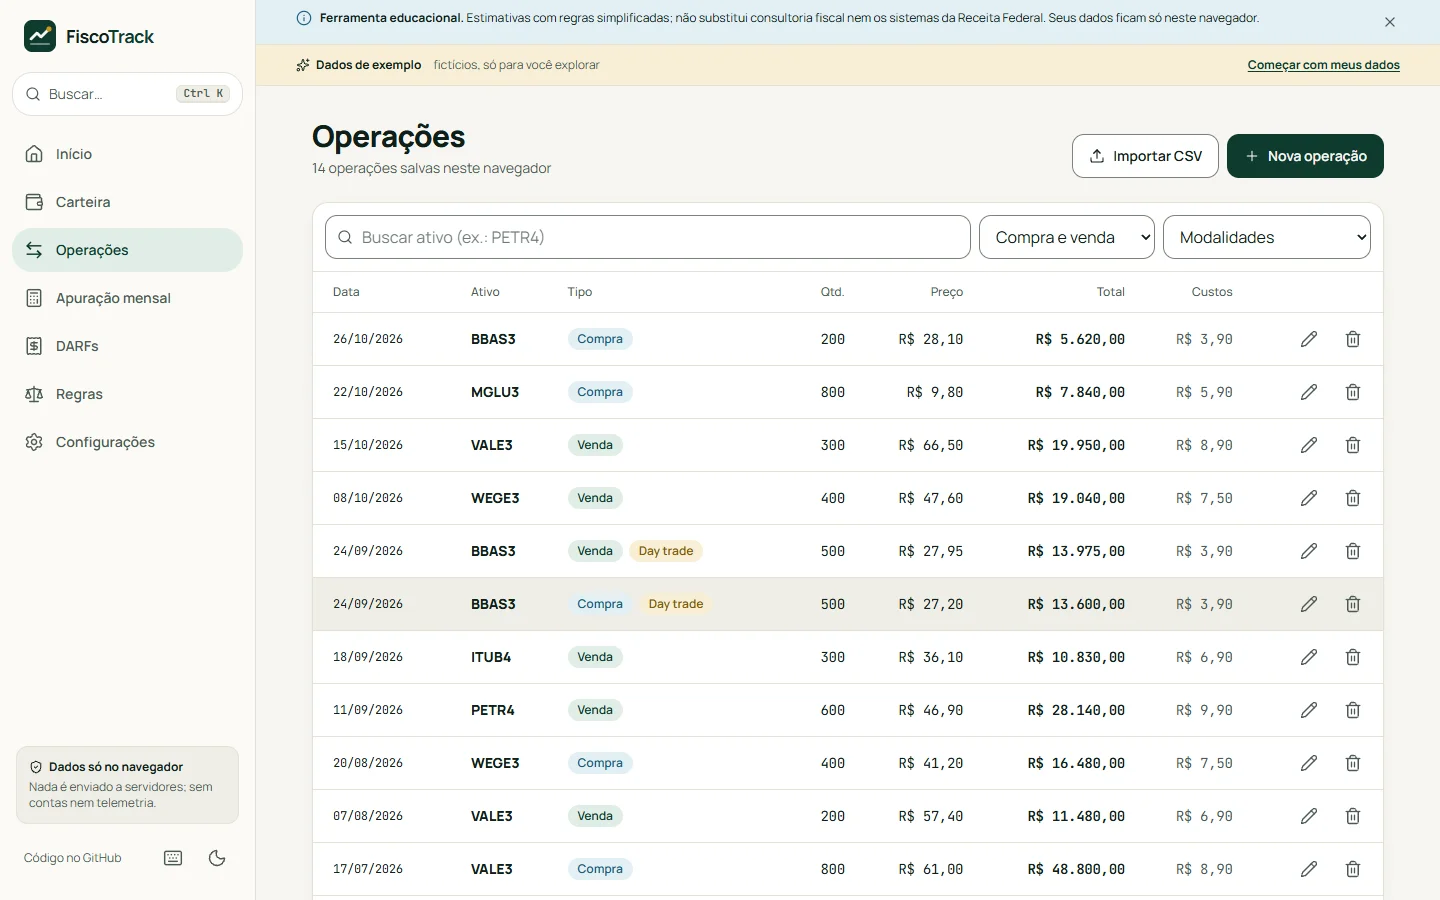 FiscoTrack
Buscar...
Ctrl K
Início
Carteira
Operações
Apuração mensal
DARFs
Regras
Configurações
Dados só no navegador
Nada é enviado a servidores; sem
contas nem telemetria.
Código no GitHub
Ferramenta educacional. Estimativas com regras simplificadas; não substitui consultoria fiscal nem os sistemas da Receita Federal. Seus dados ficam só neste navegador.
Dados de exemplo fictícios, só para você explorar
Começar com meus dados
Operações
14 operações salvas neste navegador
Importar CSV
Nova operação
Buscar ativo (ex.: PETR4)
Compra e venda
Modalidades
Data Ativo Tipo Qtd. Preço Total Custos
26/10/2026 BBAS3 Compra 200 R$ 28,10 R$ 5.620,00 R$ 3,90
22/10/2026 MGLU3 Compra 800 R$ 9,80 R$ 7.840,00 R$ 5,90
15/10/2026 VALE3 Venda 300 R$ 66,50 R$ 19.950,00 R$ 8,90
08/10/2026 WEGE3 Venda 400 R$ 47,60 R$ 19.040,00 R$ 7,50
24/09/2026 BBAS3 Venda Day trade 500 R$ 27,95 R$ 13.975,00 R$ 3,90
24/09/2026 BBAS3 Compra Day trade 500 R$ 27,20 R$ 13.600,00 R$ 3,90
18/09/2026 ITUB4 Venda 300 R$ 36,10 R$ 10.830,00 R$ 6,90
11/09/2026 PETR4 Venda 600 R$ 46,90 R$ 28.140,00 R$ 9,90
20/08/2026 WEGE3 Compra 400 R$ 41,20 R$ 16.480,00 R$ 7,50
07/08/2026 VALE3 Venda 200 R$ 57,40 R$ 11.480,00 R$ 6,90
17/07/2026 VALE3 Compra 800 R$ 61,00 R$ 48.800,00 R$ 8,90